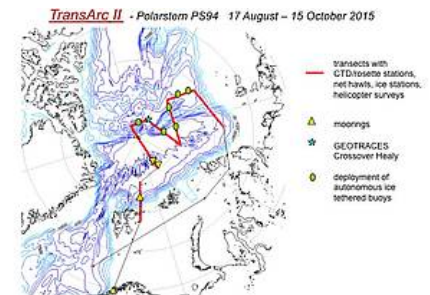 TransArc II - Polarstern PS94 17 August – 15 October 2015
transects with
CTD/rosette stations,
net hawls, ice stations,
helicopter surveys
moorings
GEOTRACES
Crossover Healy
deployment of
autonomous ice
tethered buoys